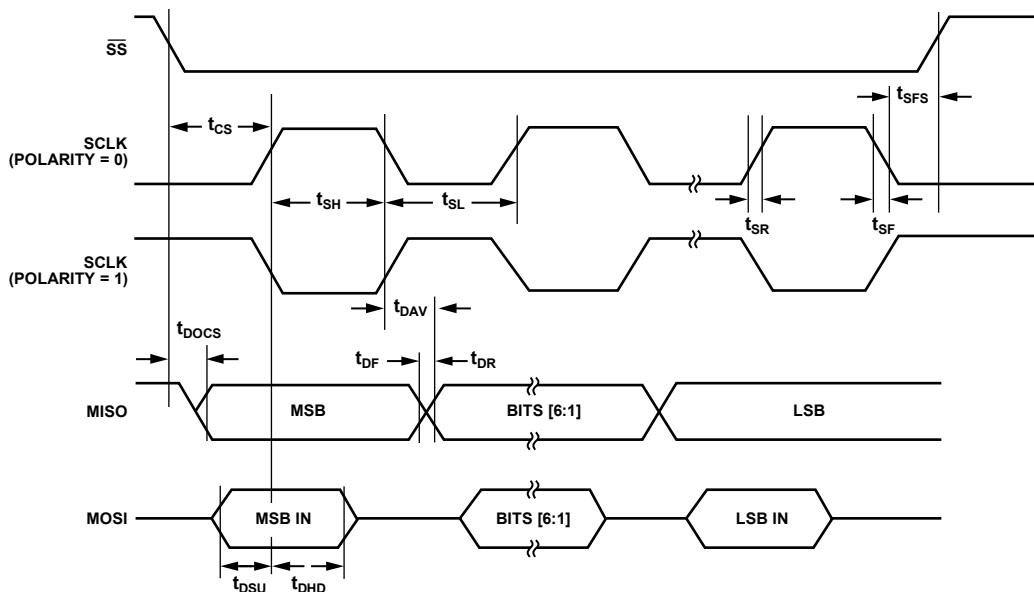 SS
tSFS
tCS
SCLK
(POLARITY = 0)
tSH
tSL
tSR
tSF
SCLK
(POLARITY = 1)
tDAV
tDOCS
tDF
tDR
MISO
MSB
BITS [6:1]
LSB
MOSI
MSB IN
BITS [6:1]
LSB IN
tDSU
tDHD